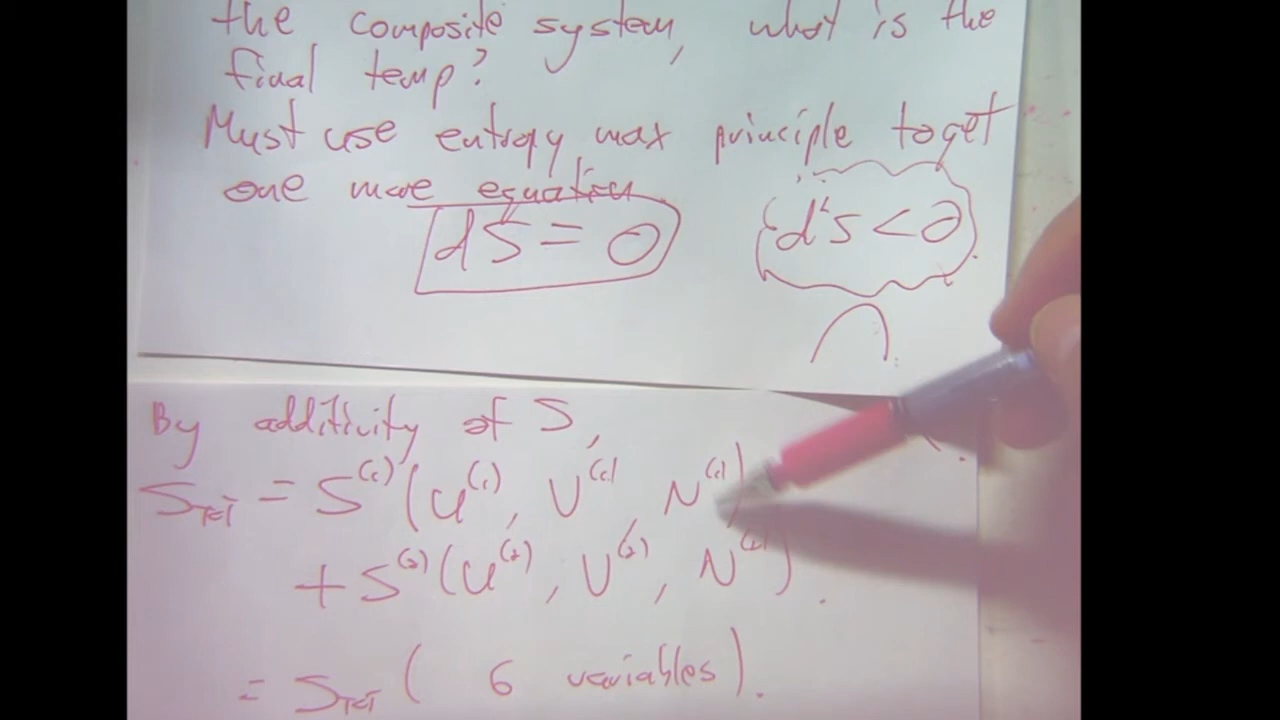 the composite system, what is the
final temp?
Must use entropy max principle to get
one more equation
dS = 0
d²S < 0
By additivity of S,
S_TOT = S^(1)(U^(1), V^(1), N^(1))
+ S^(2)(U^(2), V^(2), N^(2)).
= S_TOT ( 6 variables).